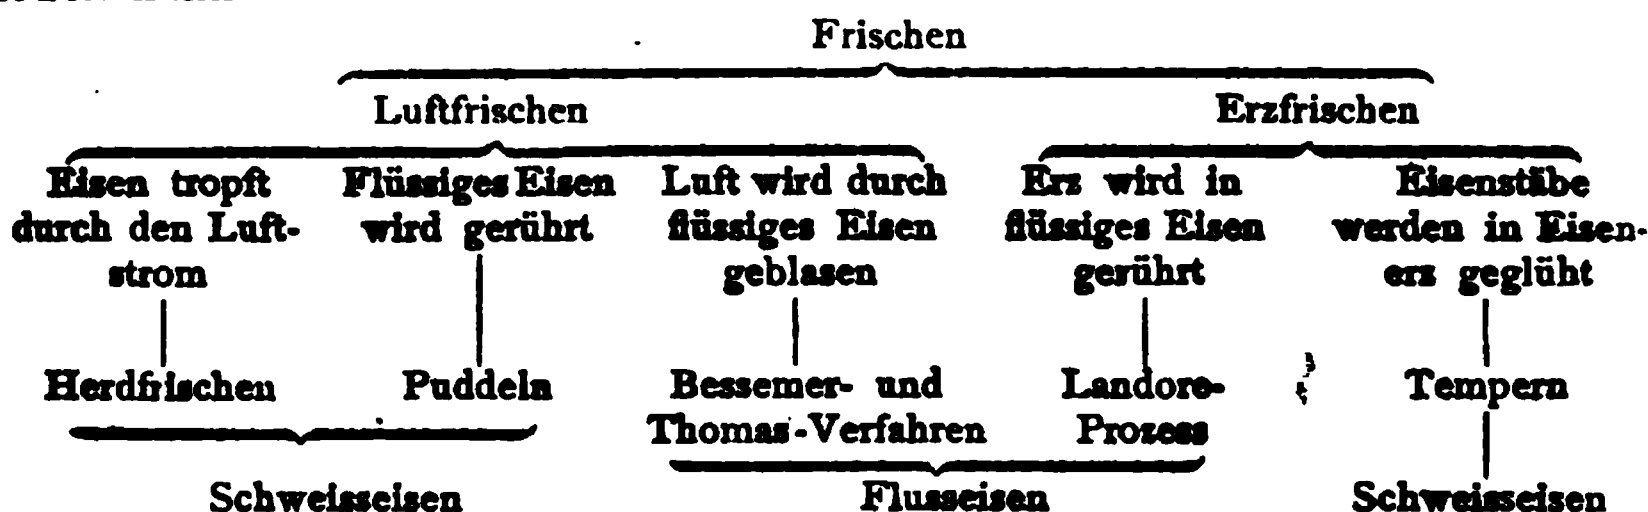 Frischen
Luftfrischen Erzfrischen
Eisen tropft Flüssiges Eisen Luft wird durch Erz wird in Eisenstäbe
durch den Luft- wird gerührt flüssiges Eisen flüssiges Eisen werden in Eisen-
strom geblasen gerührt erz geglüht
Herdfrischen Puddeln Bessemer- und Landore- Tempern
Thomas-Verfahren Prozess
Schweisseisen Flusseisen Schweisseisen